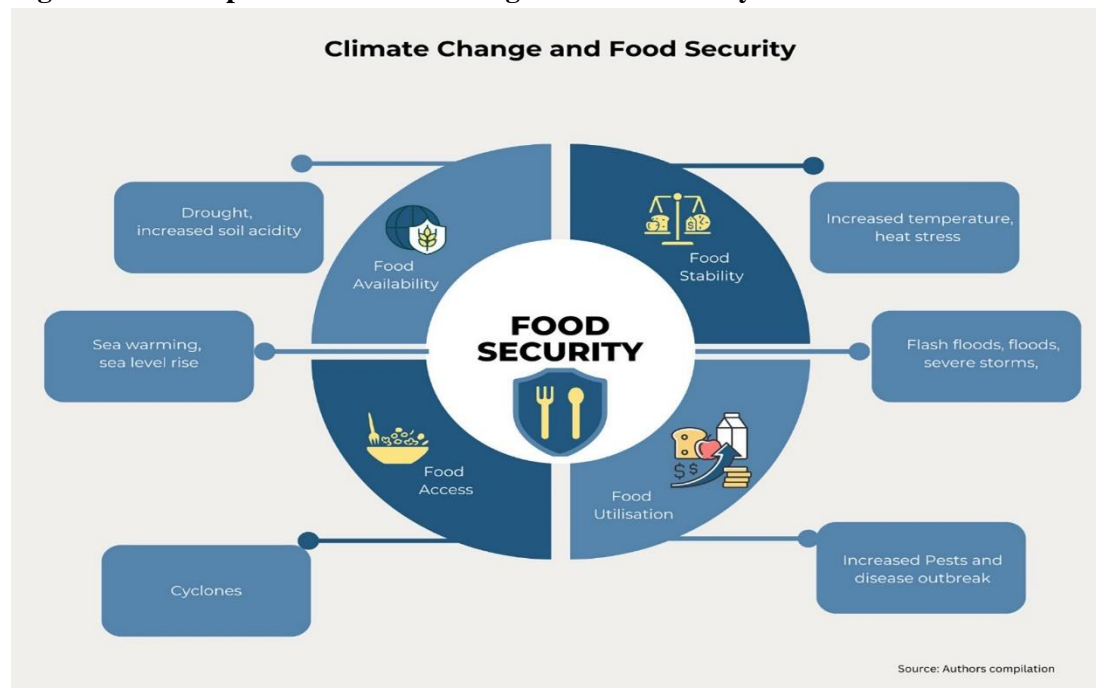 Climate Change and Food Security
Drought,
increased soil acidity
Food
Availability
Food
Stability
Increased temperature,
heat stress
Sea warming,
sea level rise
FOOD
SECURITY
Flash floods, floods,
severe storms,
Food
Access
Food
Utilisation
$$
Cyclones
Increased Pests and
disease outbreak
Source: Authors compilation